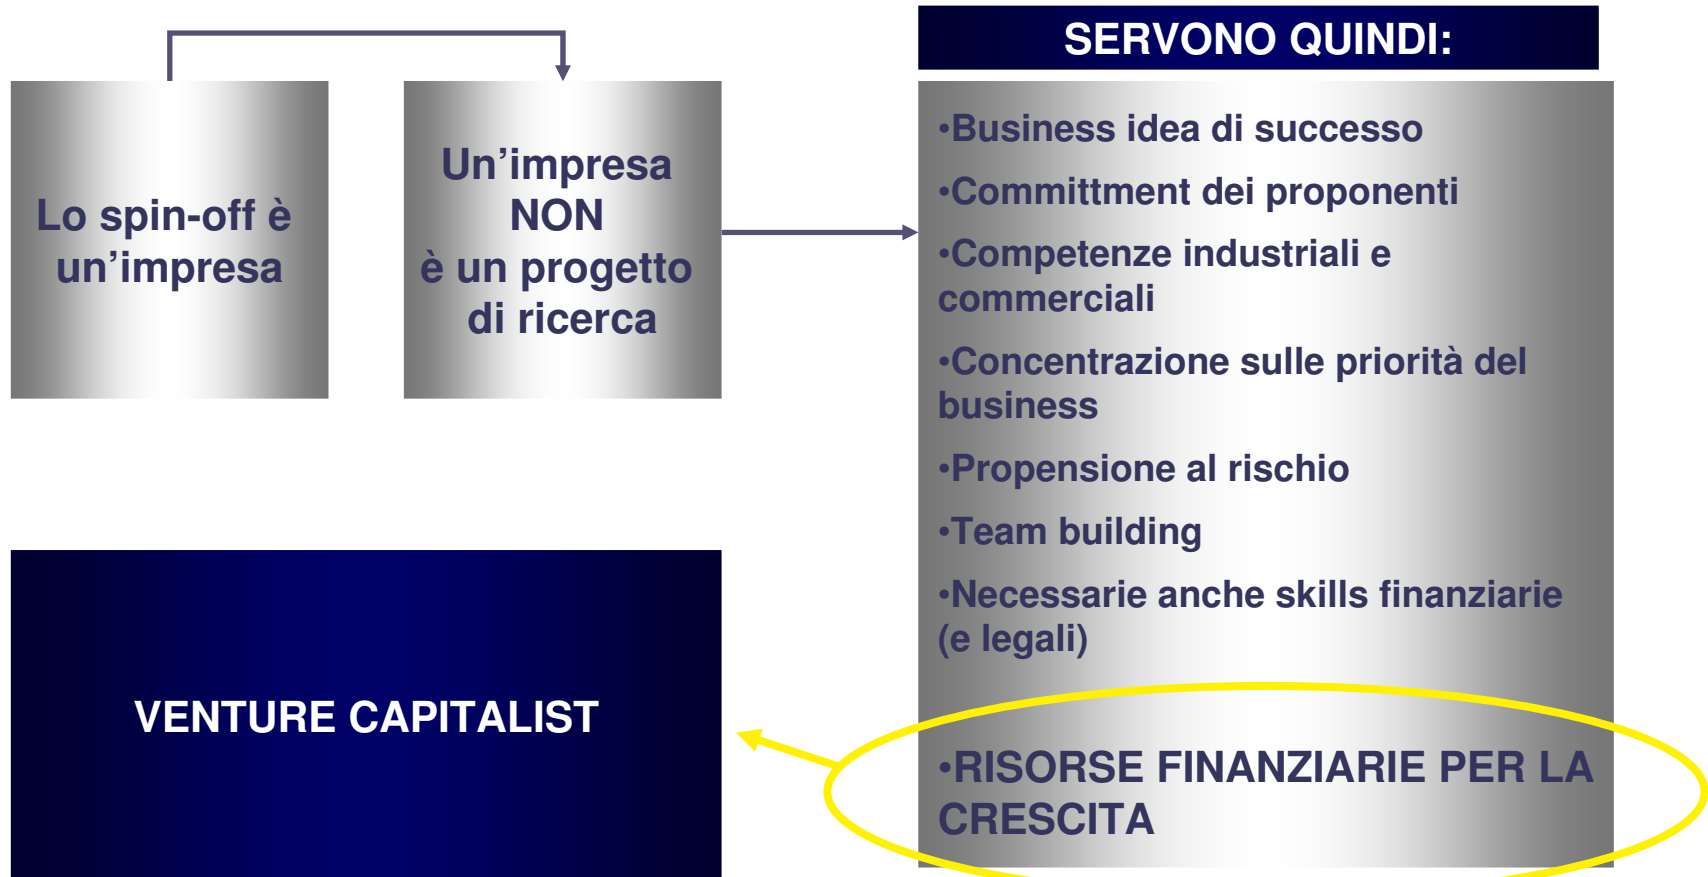 Lo spin-off è
un'impresa
Un'impresa
NON
è un progetto
di ricerca
SERVONO QUINDI:
•Business idea di successo
•Committment dei proponenti
•Competenze industriali e
commerciali
•Concentrazione sulle priorità del
business
•Propensione al rischio
•Team building
•Necessarie anche skills finanziarie
(e legali)
•RISORSE FINANZIARIE PER LA
CRESCITA
VENTURE CAPITALIST